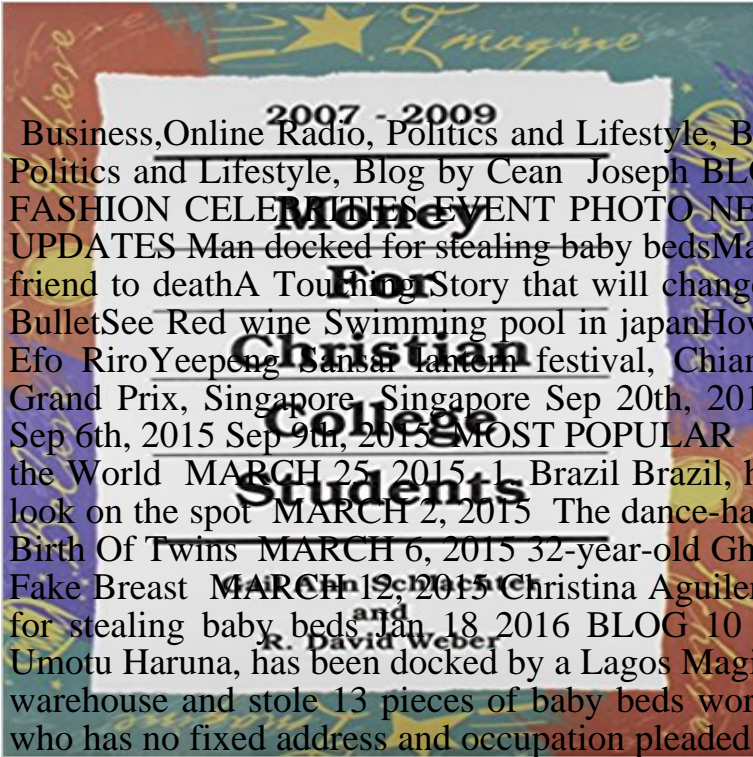 Imagine
Achieve
2007 - 2009
Business,Online Radio, Politics and Lifestyle, B
Politics and Lifestyle, Blog by Cean Joseph BLO
Money
FASHION CELEBRITIES EVENT PHOTO NE
UPDATES Man docked for stealing baby bedsMa
For
friend to deathA Touching Story that will change
BulletSee Red wine Swimming pool in japanHo
Christian
Efo RiroYeepeng Sansai lantern festival, Chian
Grand Prix, Singapore, Singapore Sep 20th, 201
College
Sep 6th, 2015 Sep 9th, 2015 MOST POPULAR
the World MARCH 25, 2015 1. Brazil Brazil, h
Students
look on the spot MARCH 2, 2015 The dance-ha
Birth Of Twins MARCH 6, 2015 32-year-old Gh
Gail Ann Schlachter
Fake Breast MARCH 12, 2015 Christina Aguiler
and
for stealing baby beds Jan 18 2016 BLOG 10
R. David Weber
Umotu Haruna, has been docked by a Lagos Magi
warehouse and stole 13 pieces of baby beds wor
who has no fixed address and occupation pleaded
Imagine